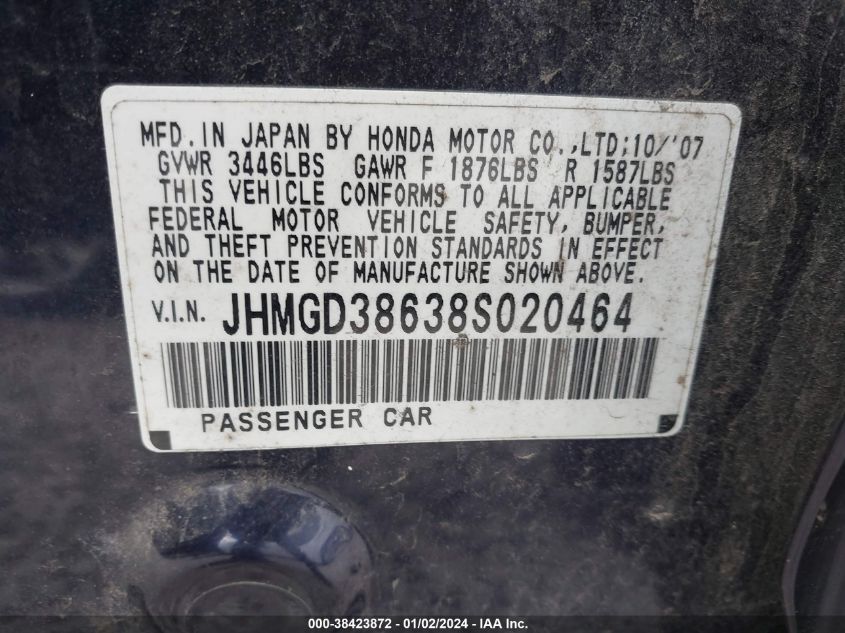 MFD. IN JAPAN BY HONDA MOTOR CO.,LTD; 10/'07
GVWR 3446LBS GAWR F 1876LBS R 1587LBS
THIS VEHICLE CONFORMS TO ALL APPLICABLE
FEDERAL MOTOR VEHICLE SAFETY, BUMPER,
AND THEFT PREVENTION STANDARDS IN EFFECT
ON THE DATE OF MANUFACTURE SHOWN ABOVE.
V.I.N. JHMGD38638S020464
PASSENGER CAR
000-38423872 - 01/02/2024 - IAAI.com